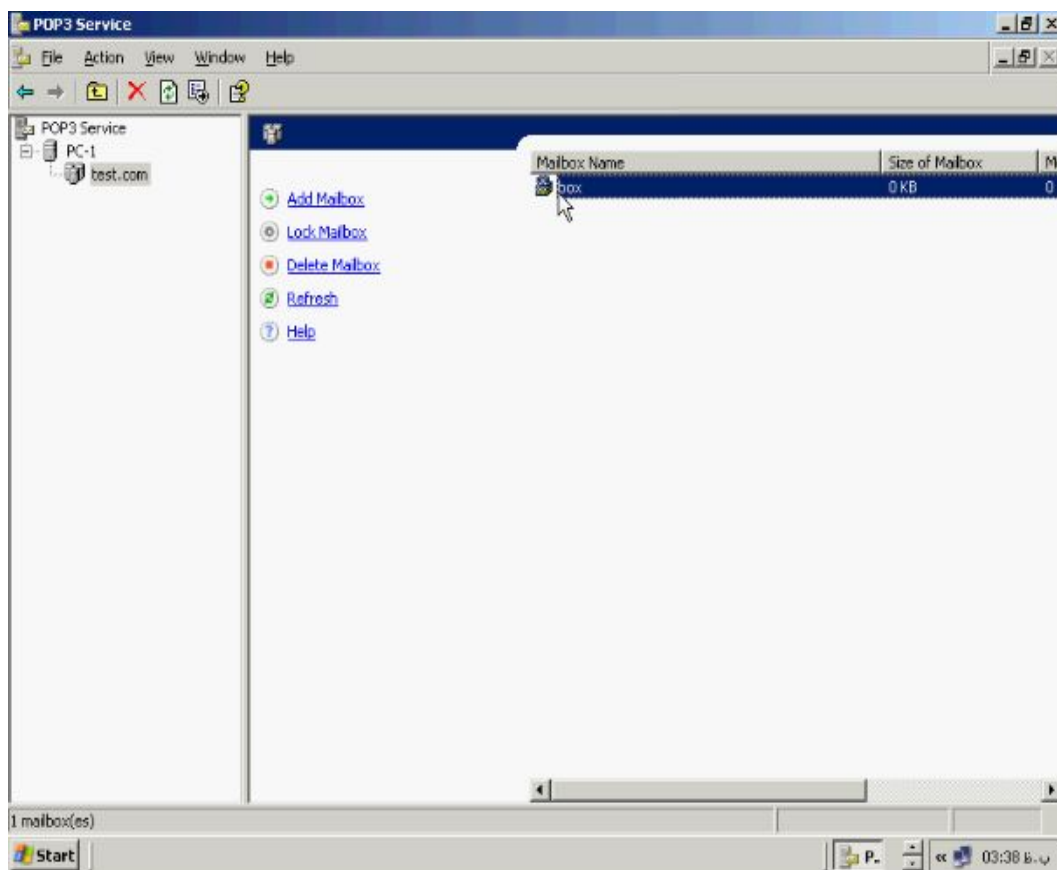 POP3 Service
File Action View Window Help
POP3 Service
PC-1
test.com
Mailbox Name Size of Mailbox M
box 0 KB 0
Add Mailbox
Lock Mailbox
Delete Mailbox
Refresh
Help
1 mailbox(es)
Start P... « 03:38 ب.ظ